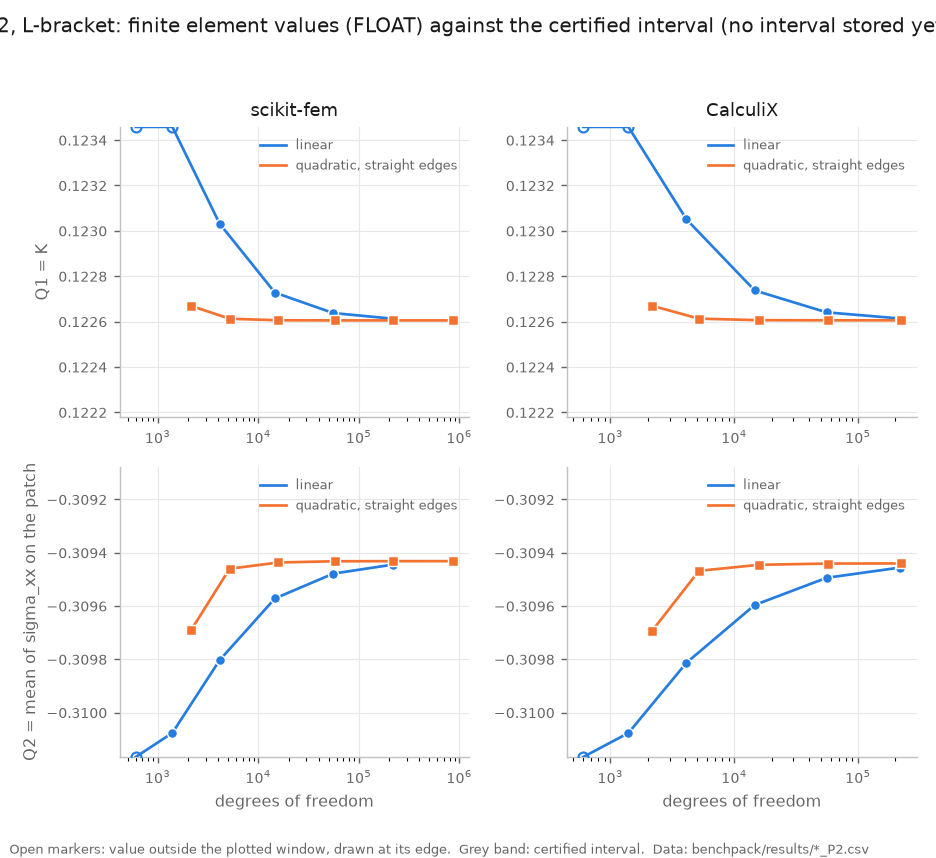 2, L-bracket: finite element values (FLOAT) against the certified interval (no interval stored ye
scikit-fem
CalculiX
linear
quadratic, straight edges
linear
quadratic, straight edges
Q1 = K
0.1234
0.1232
0.1230
0.1228
0.1226
0.1224
0.1222
10³
10⁴
10⁵
10⁶
0.1234
0.1232
0.1230
0.1228
0.1226
0.1224
0.1222
10³
10⁴
10⁵
linear
quadratic, straight edges
linear
quadratic, straight edges
Q2 = mean of sigma_xx on the patch
−0.3092
−0.3094
−0.3096
−0.3098
−0.3100
10³
10⁴
10⁵
10⁶
degrees of freedom
−0.3092
−0.3094
−0.3096
−0.3098
−0.3100
10³
10⁴
10⁵
degrees of freedom
Open markers: value outside the plotted window, drawn at its edge.  Grey band: certified interval.  Data: benchpack/results/*_P2.csv